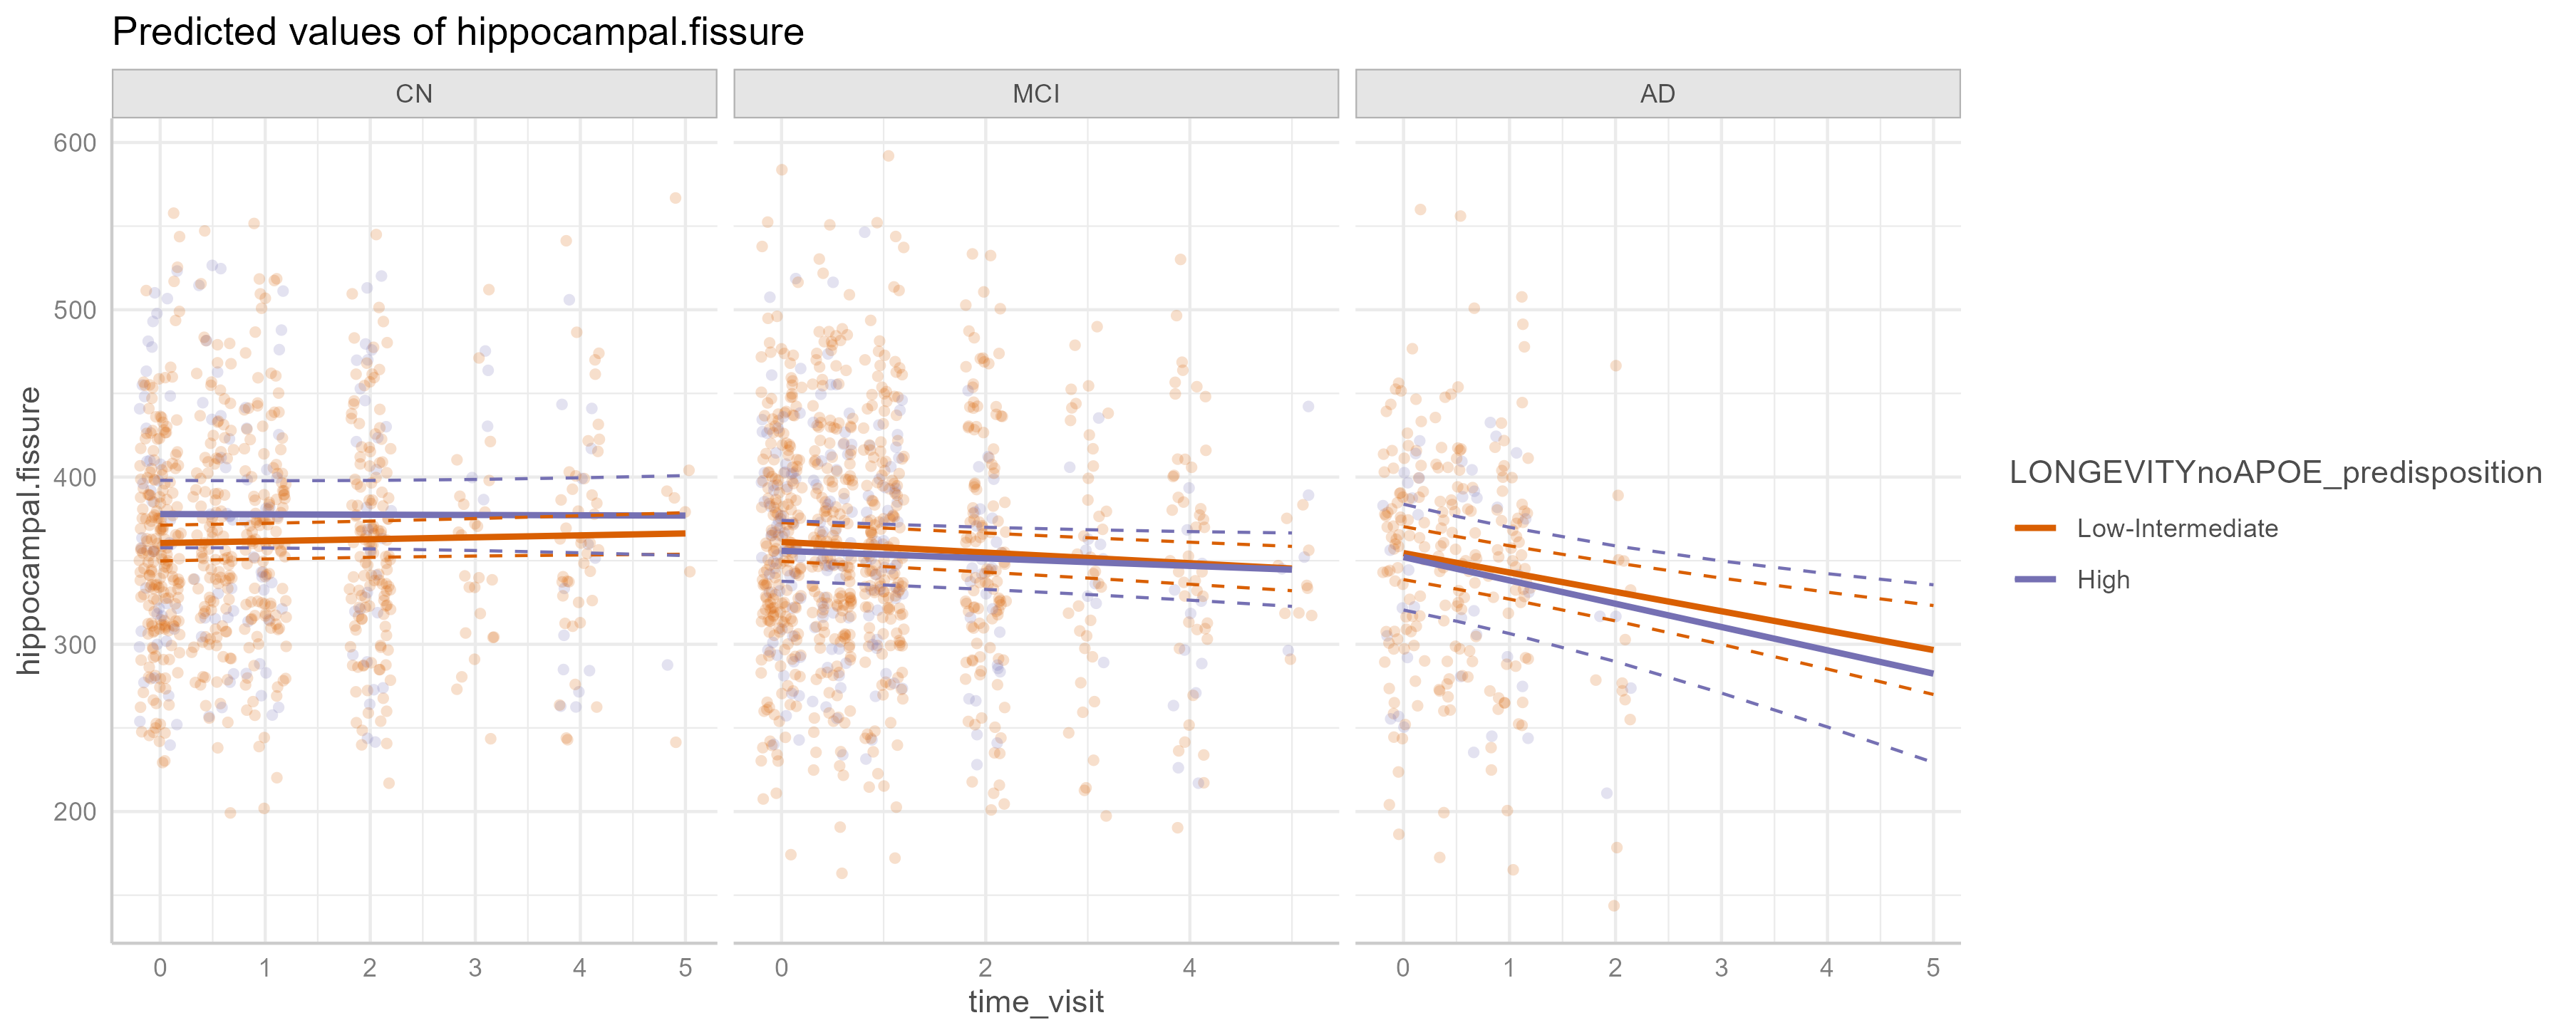 Predicted values of hippocampal.fissure
CN
MCI
AD
hippocampal.fissure
600
500
400
300
200
0 1 2 3 4 5
0 2 4
0 1 2 3 4 5
time_visit
LONGEVITYnoAPOE_predisposition
Low-Intermediate
High